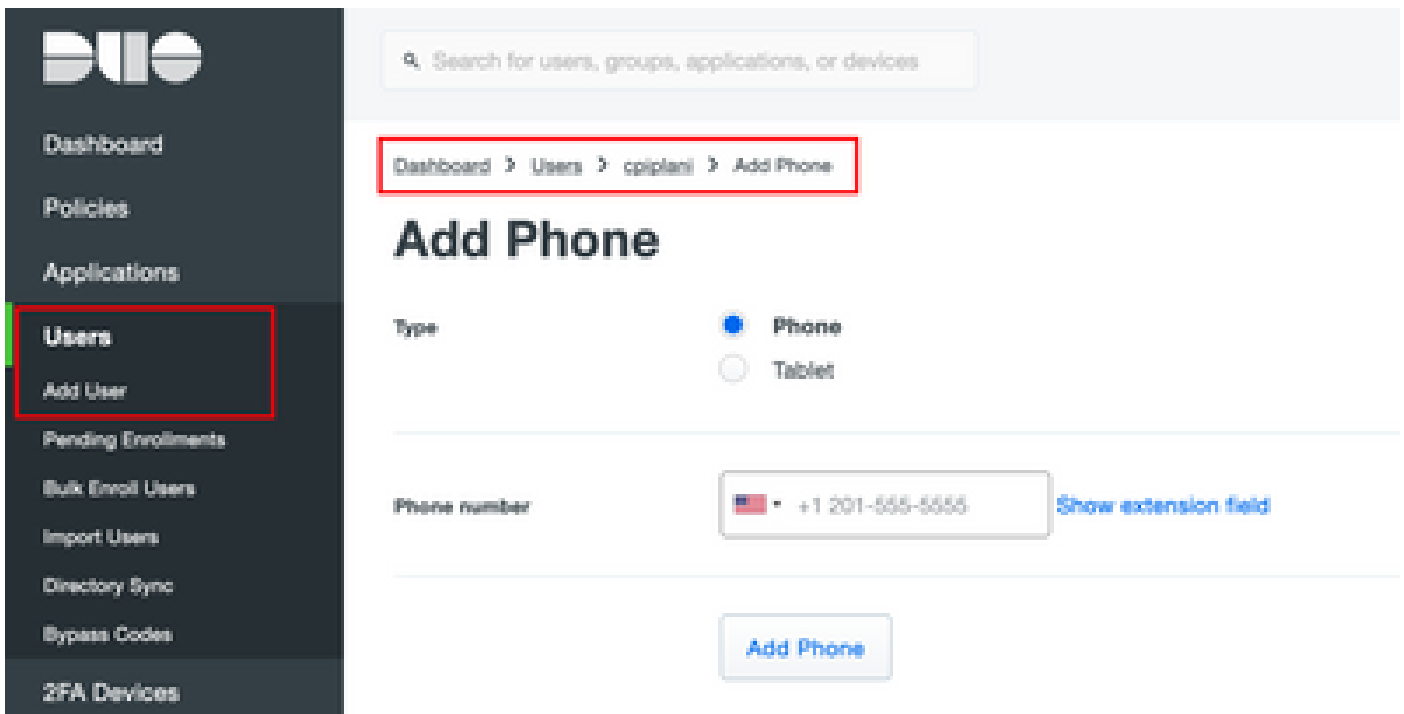 DUO
Search for users, groups, applications, or devices
Dashboard
Policies
Applications
Users
Add User
Pending Enrollments
Bulk Enroll Users
Import Users
Directory Sync
Bypass Codes
2FA Devices
Dashboard > Users > cpiplani > Add Phone
Add Phone
Type
Phone
Tablet
Phone number
+1 201-555-5555
Show extension field
Add Phone